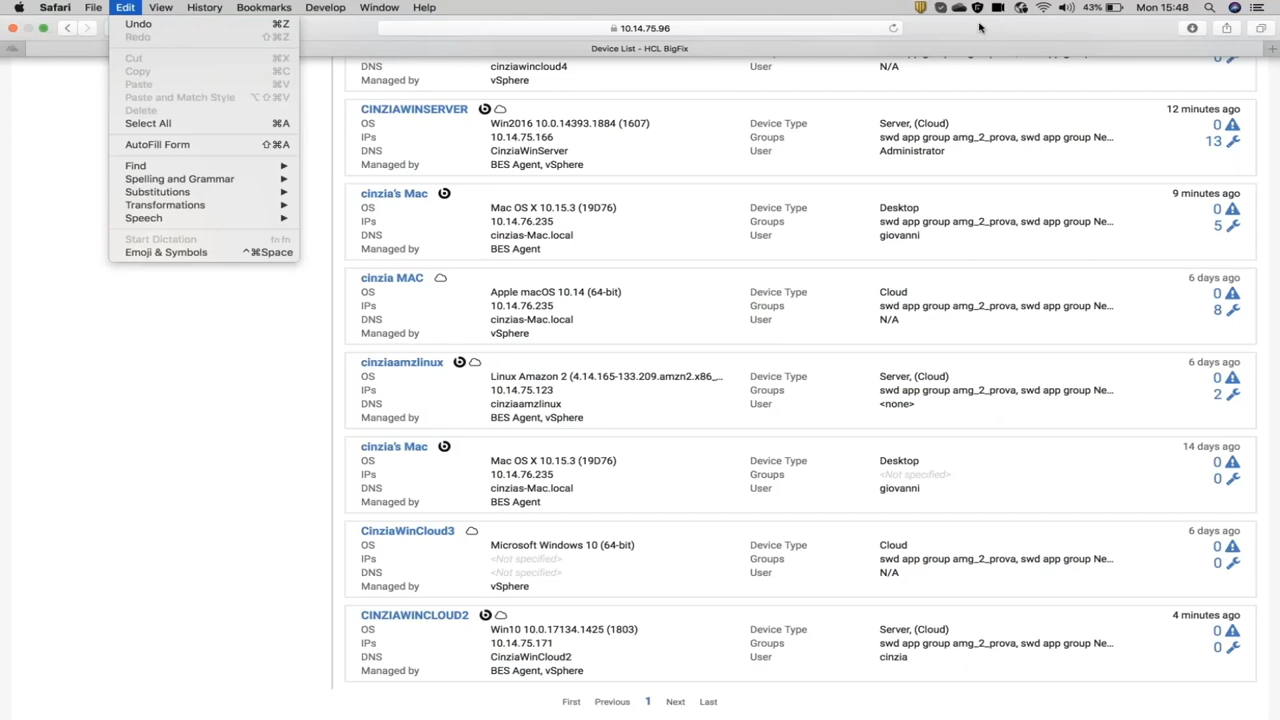 Safari File Edit View History Bookmarks Develop Window Help 43% Mon 15:48
10.14.75.96
Device List - HCL BigFix
Undo ⌘Z
Redo ⇧⌘Z
Cut ⌘X
Copy ⌘C
Paste ⌘V
Paste and Match Style ⌥⇧⌘V
Delete
Select All ⌘A
AutoFill Form ⇧⌘A
Find
Spelling and Grammar
Substitutions
Transformations
Speech
Start Dictation fn fn
Emoji & Symbols ^⌘Space
DNS cinziawincloud4 User N/A
Managed by vSphere
CINZIAWINSERVER 12 minutes ago
OS Win2016 10.0.14393.1884 (1607) Device Type Server, (Cloud) 0
IPs 10.14.75.166 Groups swd app group amg_2_prova, swd app group Ne... 13
DNS CinziaWinServer User Administrator
Managed by BES Agent, vSphere
cinzia's Mac 9 minutes ago
OS Mac OS X 10.15.3 (19D76) Device Type Desktop 0
IPs 10.14.76.235 Groups swd app group amg_2_prova, swd app group Ne... 5
DNS cinzias-Mac.local User giovanni
Managed by BES Agent
cinzia MAC 6 days ago
OS Apple macOS 10.14 (64-bit) Device Type Cloud 0
IPs 10.14.76.235 Groups swd app group amg_2_prova, swd app group Ne... 8
DNS cinzias-Mac.local User N/A
Managed by vSphere
cinziaamzlinux 6 days ago
OS Linux Amazon 2 (4.14.165-133.209.amzn2.x86_... Device Type Server, (Cloud) 0
IPs 10.14.75.123 Groups swd app group amg_2_prova, swd app group Ne... 2
DNS cinziaamzlinux User <none>
Managed by BES Agent, vSphere
cinzia's Mac 14 days ago
OS Mac OS X 10.15.3 (19D76) Device Type Desktop 0
IPs 10.14.76.235 Groups <Not specified> 0
DNS cinzias-Mac.local User giovanni
Managed by BES Agent
CinziaWinCloud3 6 days ago
OS Microsoft Windows 10 (64-bit) Device Type Cloud 0
IPs <Not specified> Groups swd app group amg_2_prova, swd app group Ne... 0
DNS <Not specified> User N/A
Managed by vSphere
CINZIAWINCLOUD2 4 minutes ago
OS Win10 10.0.17134.1425 (1803) Device Type Server, (Cloud) 0
IPs 10.14.75.171 Groups swd app group amg_2_prova, swd app group Ne... 0
DNS CinziaWinCloud2 User cinzia
Managed by BES Agent, vSphere
First Previous 1 Next Last